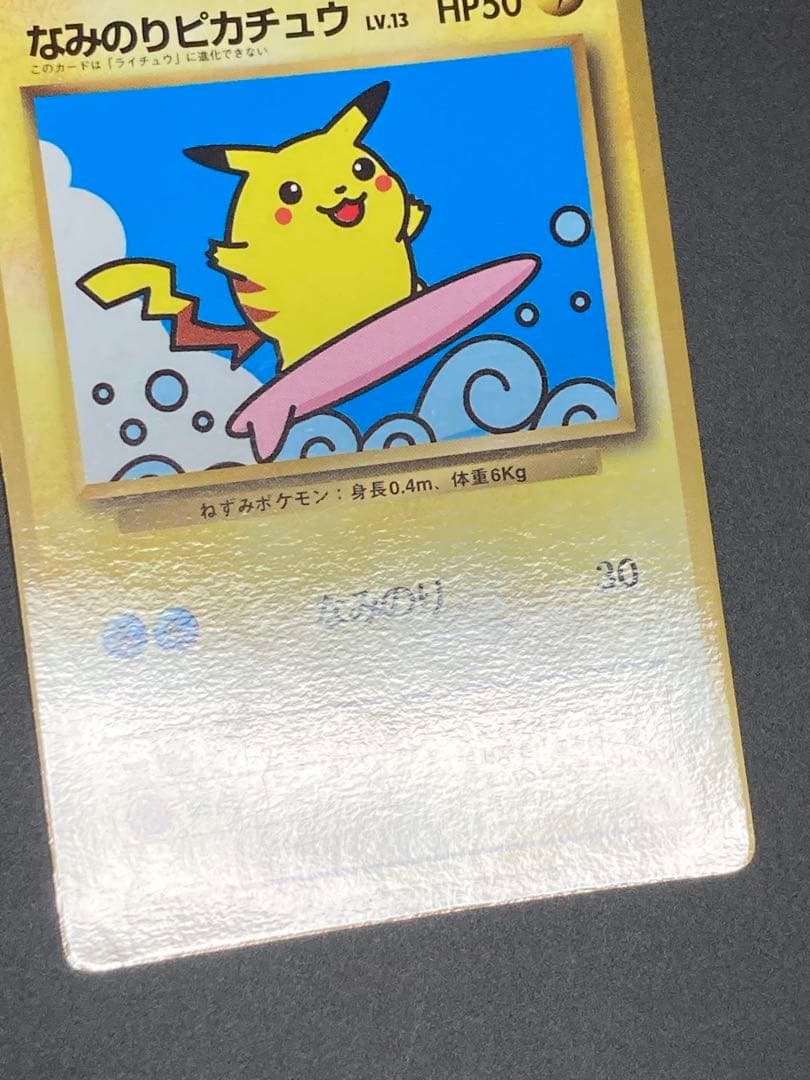 なみのりピカチュウ LV.13 HP50
このカードは「ライチュウ」に進化できない
ねずみポケモン：身長0.4m、体重6Kg
なみのり 30